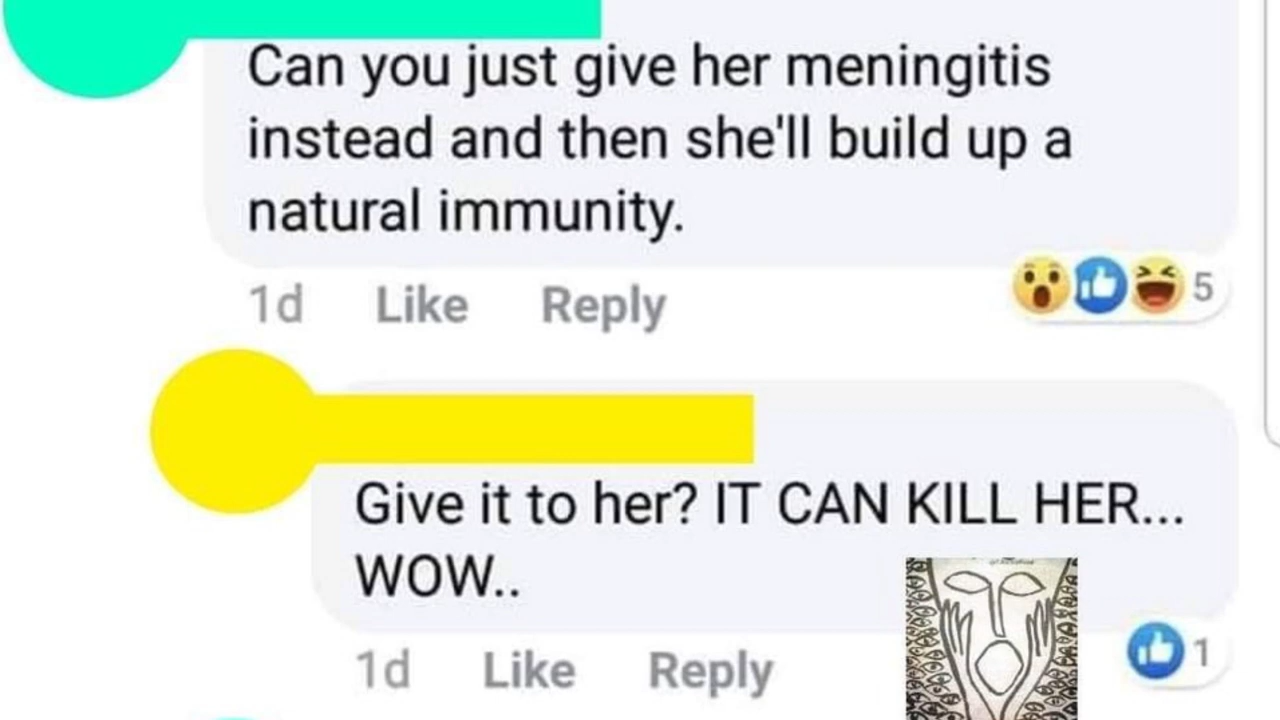 Can you just give her meningitis
instead and then she'll build up a
natural immunity.
1d Like Reply
5
Give it to her? IT CAN KILL HER...
WOW..
1d Like Reply
1